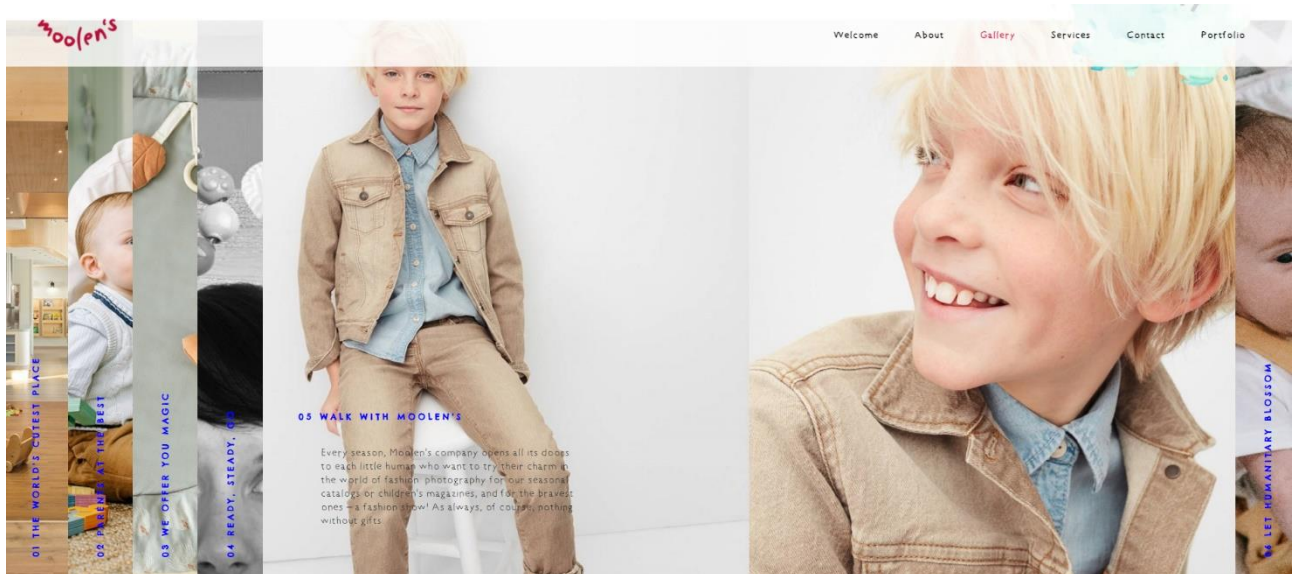 moolen's
Welcome
About
Gallery
Services
Contact
Portfolio
01 THE WORLD'S CUTEST PLACE
02 PARENTS AT THE BEST
03 WE OFFER YOU MAGIC
04 READY, STEADY, GO
05 WALK WITH MOOLEN'S
Every season, Moolen's company opens all its doors
to each little human who want to try their charm in
the world of fashion photography for our seasonal
catalogs or children's magazines, and for the bravest
ones – a fashion show! As always, of course, nothing
without gifts
06 LET HUMANITARY BLOSSOM